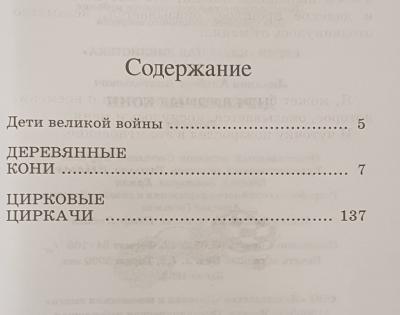 Содержание
Дети великой войны ........................ 5
ДЕРЕВЯННЫЕ
КОНИ ........................ 7
ЦИРКОВЫЕ
ЦИРКАЧИ ........................ 137